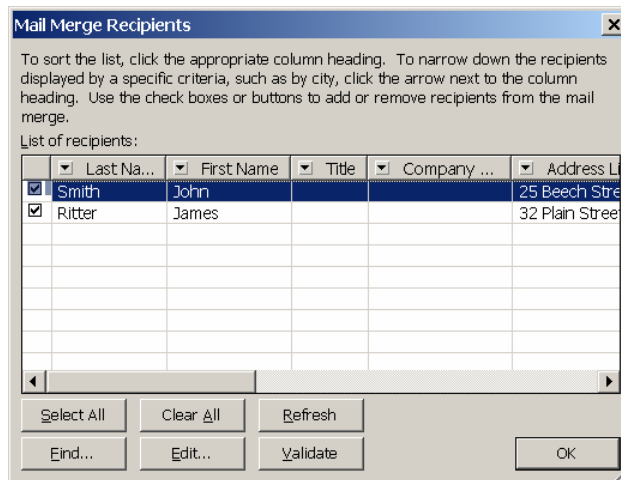 Mail Merge Recipients
To sort the list, click the appropriate column heading. To narrow down the recipients
displayed by a specific criteria, such as by city, click the arrow next to the column
heading. Use the check boxes or buttons to add or remove recipients from the mail
merge.
List of recipients:
Last Na... First Name Title Company ... Address Li
Smith John 25 Beech Stre
Ritter James 32 Plain Street
Select All Clear All Refresh
Find... Edit... Validate OK